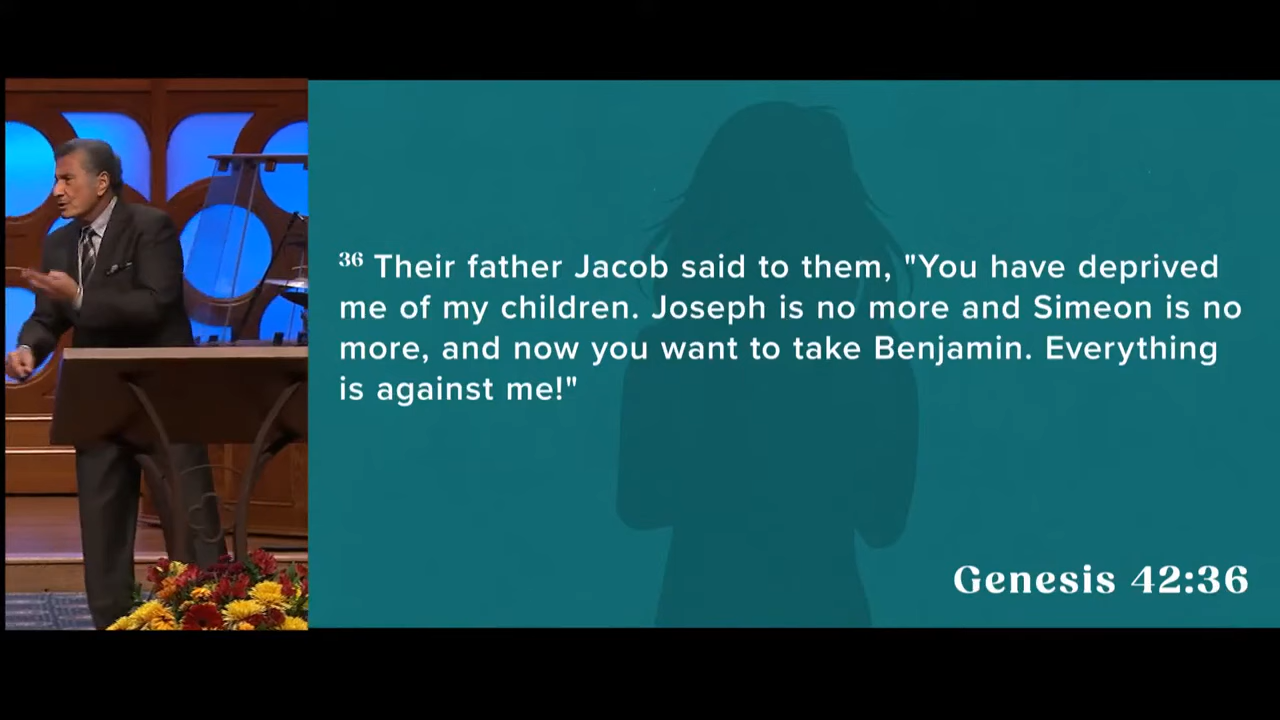 36 Their father Jacob said to them, "You have deprived
me of my children. Joseph is no more and Simeon is no
more, and now you want to take Benjamin. Everything
is against me!"
Genesis 42:36